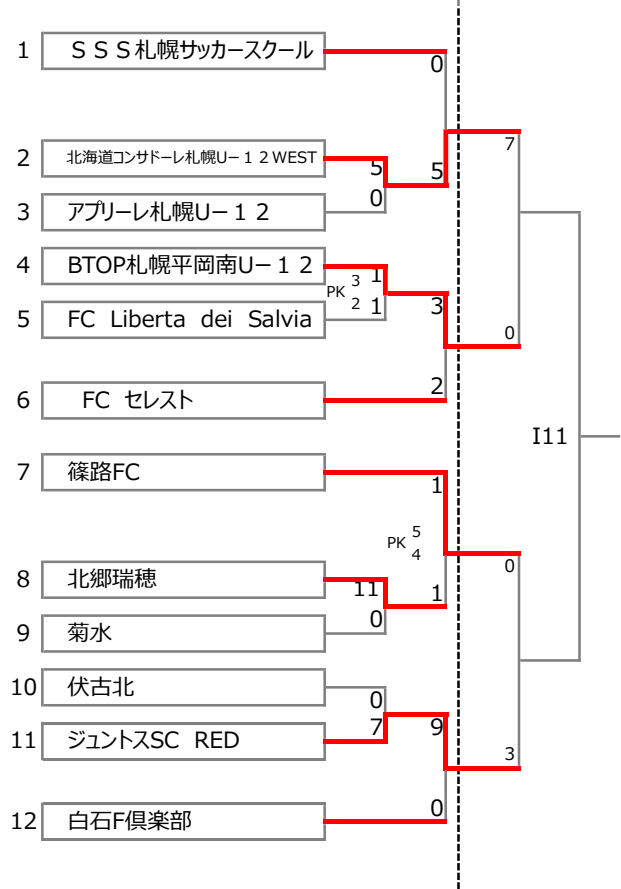 1 ＳＳＳ札幌サッカースクール
0
7
2 北海道コンサドーレ札幌U－１２WEST
5
5
3 アプリーレ札幌U－１２
0
4 BTOP札幌平岡南U－１２
1
PK 3
2
3
5 FC Liberta dei Salvia
1
0
6 FC セレスト
2
I11
7 篠路FC
1
PK 5
4
0
8 北郷瑞穂
11
1
9 菊水
0
10 伏古北
0
11 ジュントスSC RED
7
9
3
12 白石F倶楽部
0